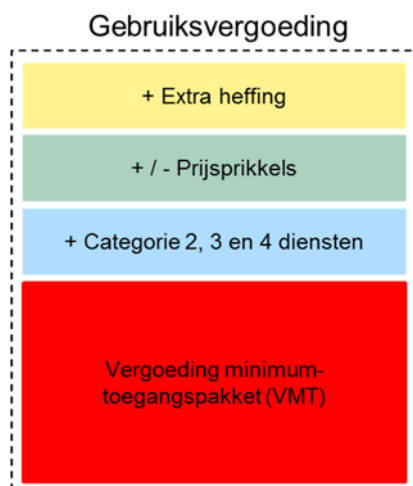 Gebruiksvergoeding
+ Extra heffing
+ / - Prijsprikkels
+ Categorie 2, 3 en 4 diensten
Vergoeding minimum-
toegangspakket (VMT)